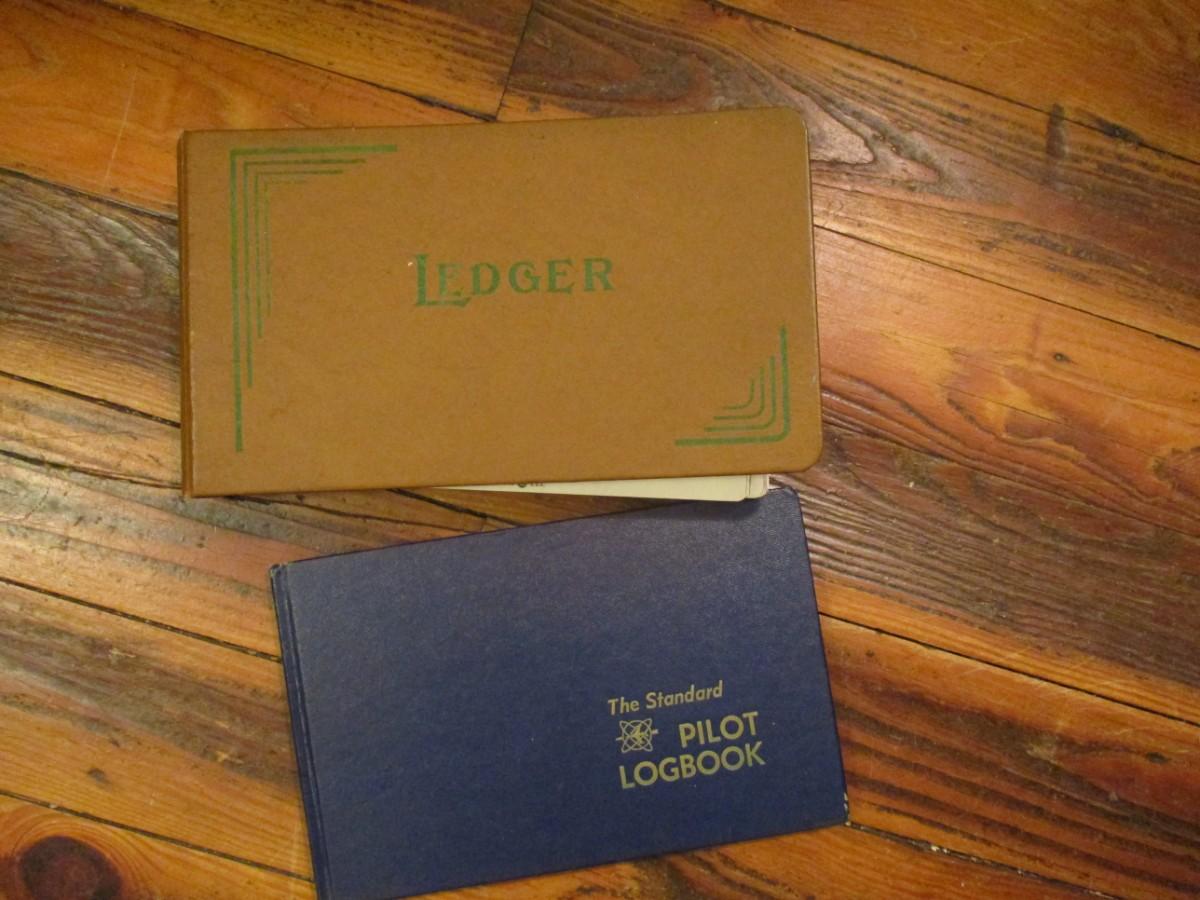 LEDGER
The Standard
PILOT
LOGBOOK